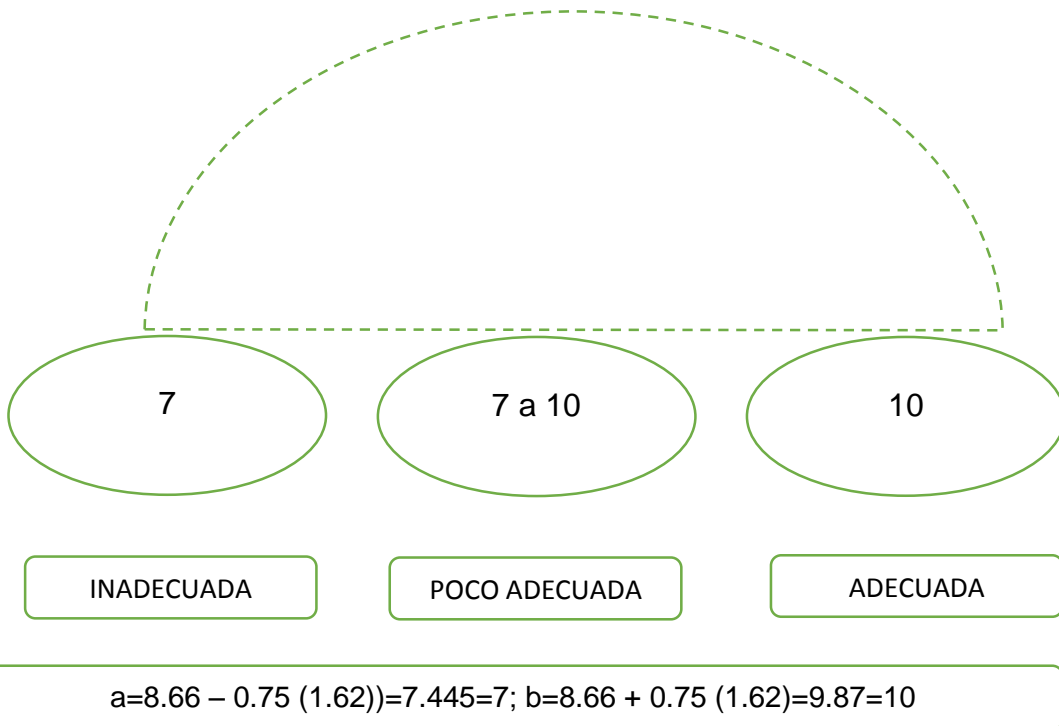 7
7 a 10
10
INADECUADA
POCO ADECUADA
ADECUADA
a=8.66 – 0.75 (1.62))=7.445=7; b=8.66 + 0.75 (1.62)=9.87=10